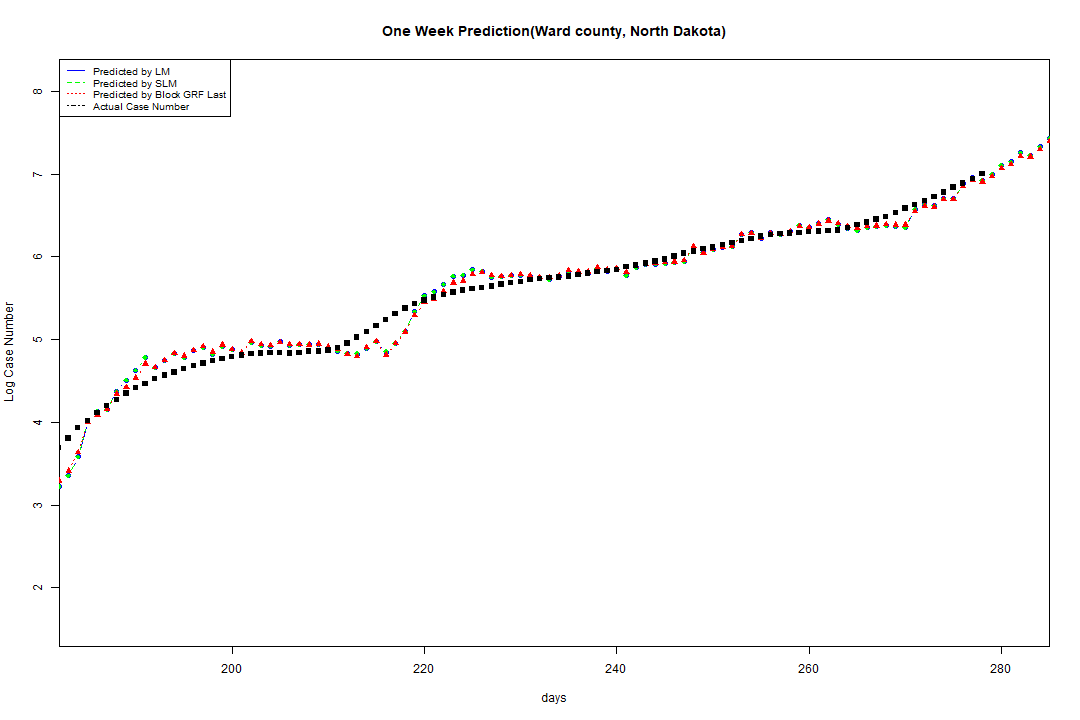 One Week Prediction(Ward county, North Dakota)
Predicted by LM
Predicted by SLM
Predicted by Block GRF Last
Actual Case Number
8
7
6
5
4
3
2
Log Case Number
200 220 240 260 280
days